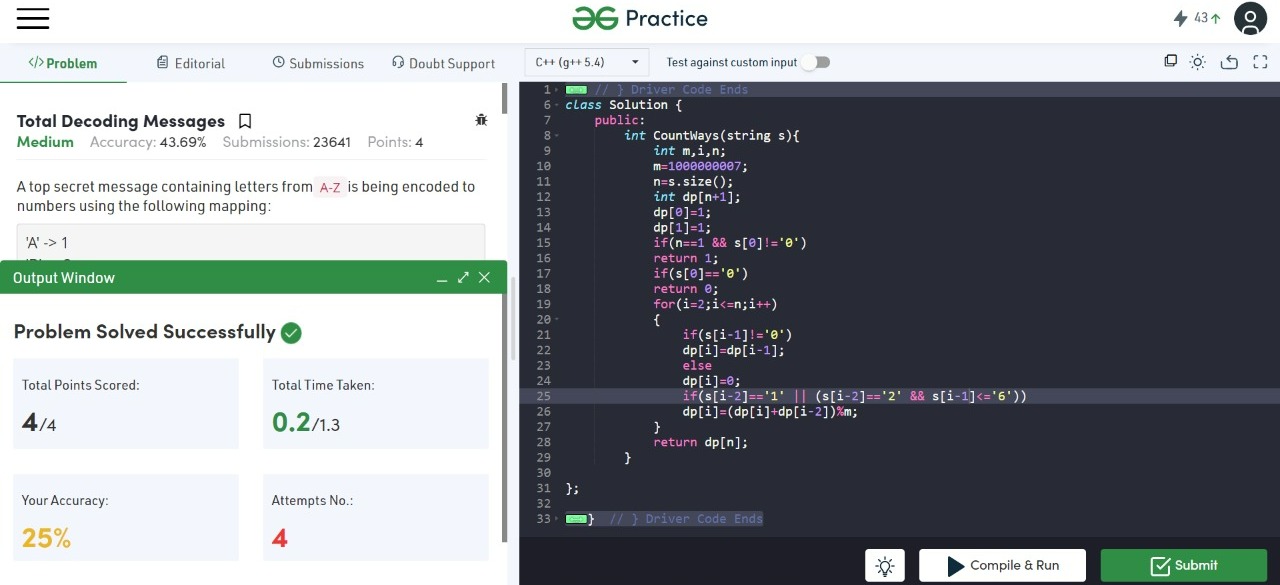 Practice
43
</>Problem
Editorial
Submissions
Doubt Support
C++ (g++ 5.4)
Test against custom input
Total Decoding Messages
Medium Accuracy: 43.69% Submissions: 23641 Points: 4
A top secret message containing letters from A-Z is being encoded to
numbers using the following mapping:
'A' -> 1
Output Window
Problem Solved Successfully
Total Points Scored:
4/4
Total Time Taken:
0.2/1.3
Your Accuracy:
25%
Attempts No.:
4
1 // } Driver Code Ends
6 class Solution {
7 public:
8 int CountWays(string s){
9 int m,i,n;
10 m=1000000007;
11 n=s.size();
12 int dp[n+1];
13 dp[0]=1;
14 dp[1]=1;
15 if(n==1 && s[0]!='0')
16 return 1;
17 if(s[0]=='0')
18 return 0;
19 for(i=2;i<=n;i++)
20 {
21 if(s[i-1]!='0')
22 dp[i]=dp[i-1];
23 else
24 dp[i]=0;
25 if(s[i-2]=='1' || (s[i-2]=='2' && s[i-1]<='6'))
26 dp[i]=(dp[i]+dp[i-2])%m;
27 }
28 return dp[n];
29 }
30
31 };
32
33 } // } Driver Code Ends
Compile & Run
Submit